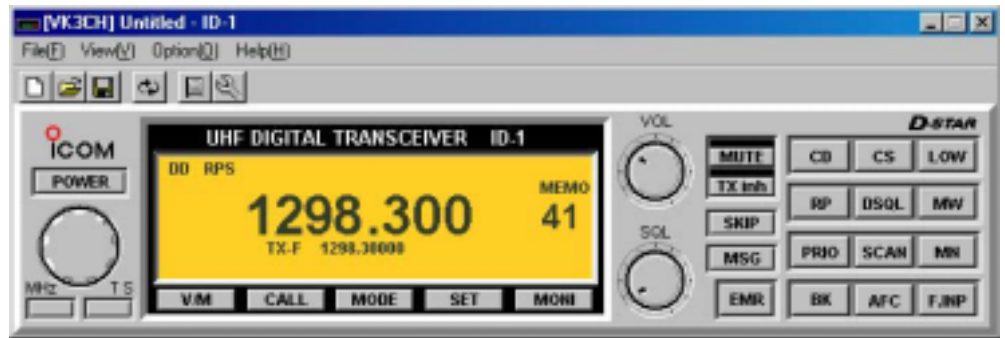 [VK3CH] Untitled - ID-1
File(F) View(V) Option(O) Help(H)
ICOM
POWER
MHz TS
UHF DIGITAL TRANSCEIVER ID-1
DD RPS
1298.300
MEMO
41
TX-F 1298.30000
V/M CALL MODE SET MONI
VOL
SQL
MUTE
TX inh
SKIP
MSG
EMR
D-STAR
CD CS LOW
RP DSQL MW
PRIO SCAN MN
BK AFC F.INP